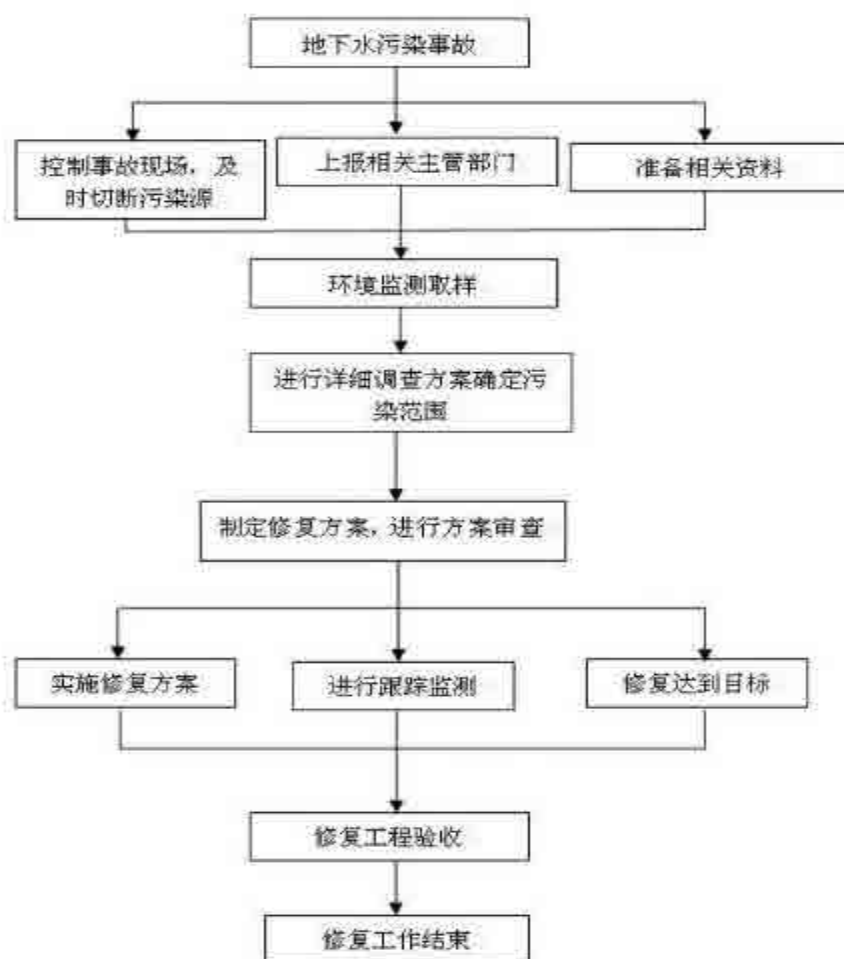 地下水污染事故
控制事故现场，及
时切断污染源
上报相关主管部门
准备相关资料
环境监测取样
进行详细调查方案确定污
染范围
制定修复方案，进行方案审查
实施修复方案
进行跟踪监测
修复达到目标
修复工程验收
修复工作结束